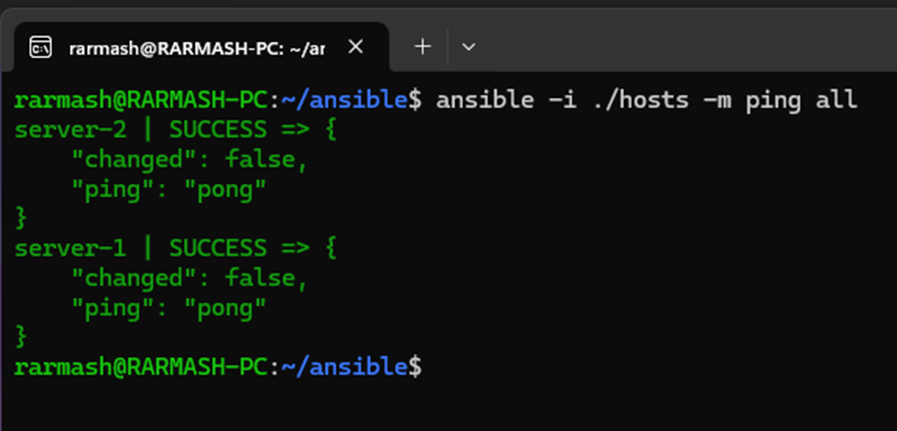 rarmash@RARMASH-PC: ~/ar
rarmash@RARMASH-PC:~/ansible$ ansible -i ./hosts -m ping all
server-2 | SUCCESS => {
    "changed": false,
    "ping": "pong"
}
server-1 | SUCCESS => {
    "changed": false,
    "ping": "pong"
}
rarmash@RARMASH-PC:~/ansible$